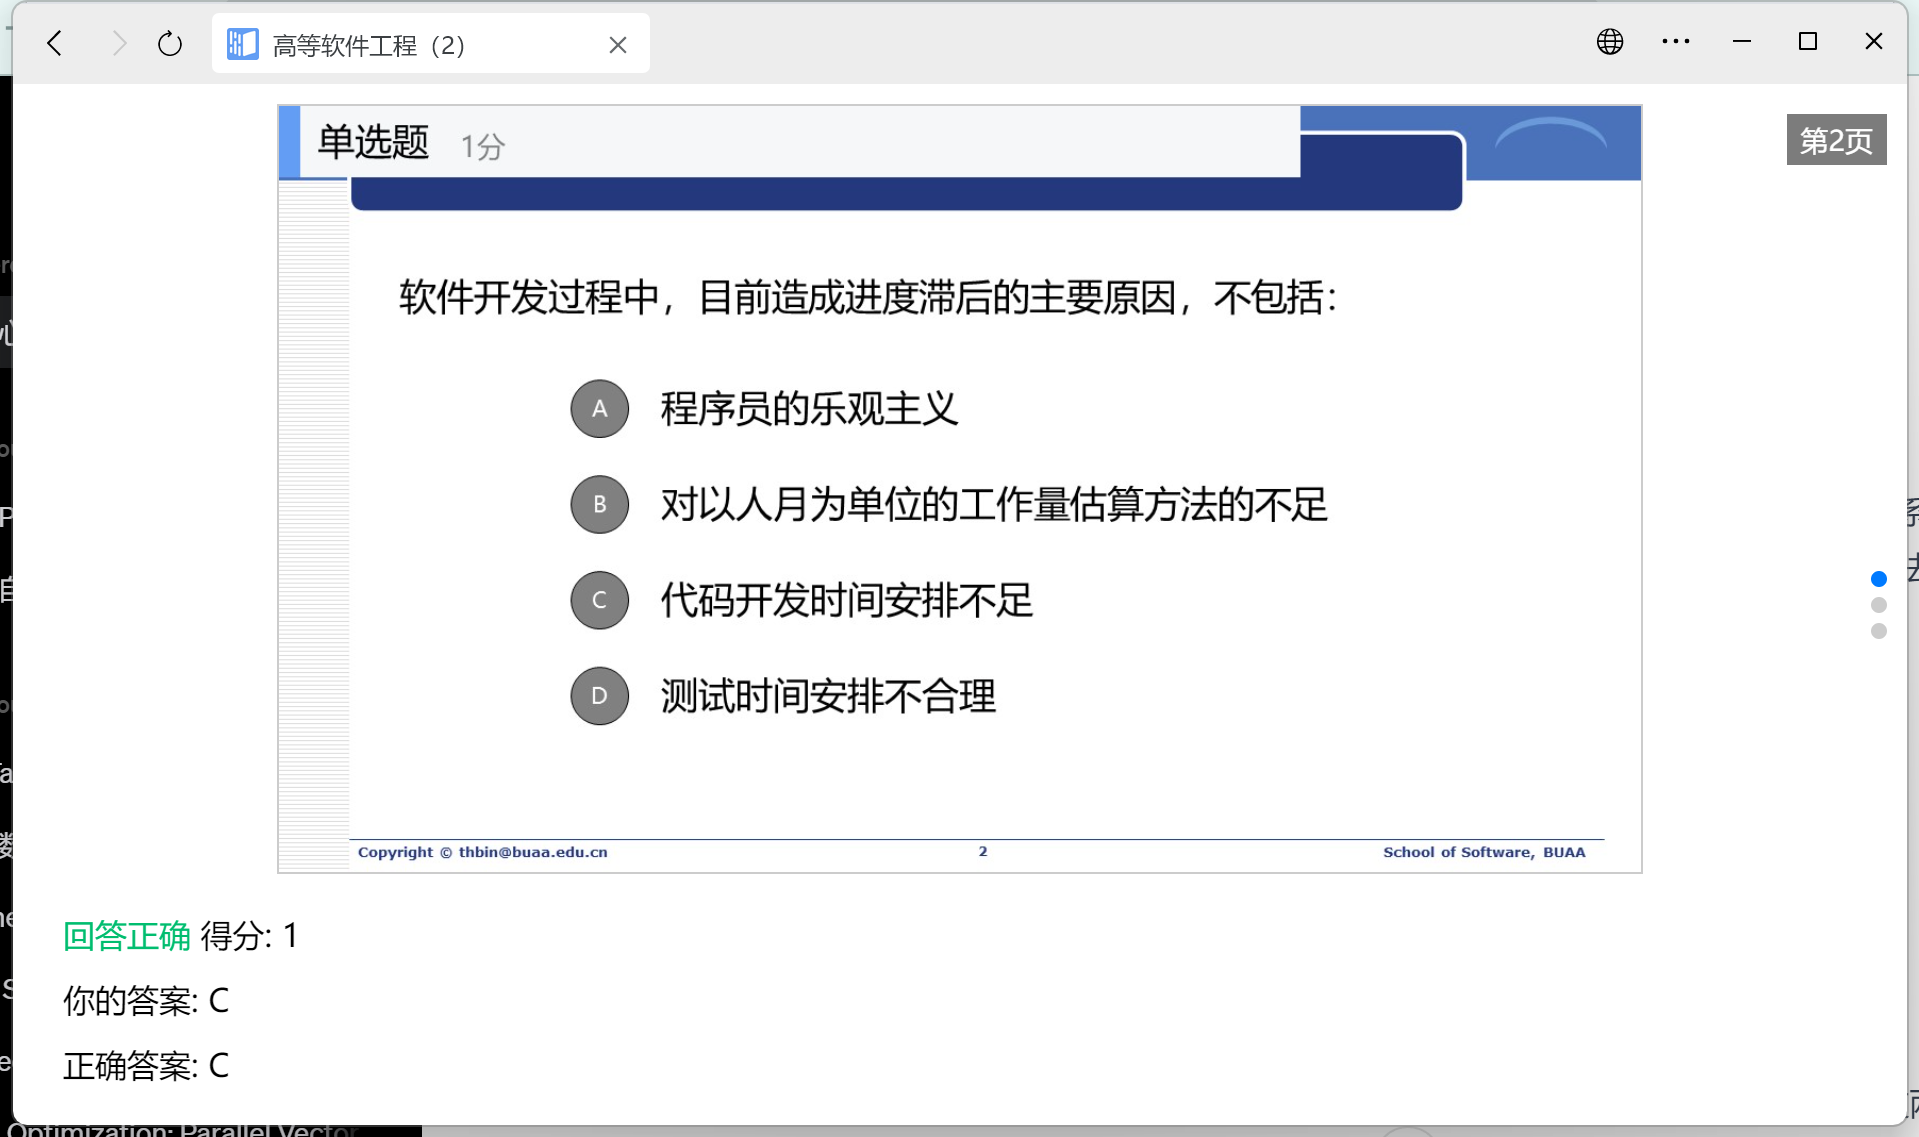 高等软件工程（2）
单选题 1分
第2页
软件开发过程中，目前造成进度滞后的主要原因，不包括：
A 程序员的乐观主义
B 对以人月为单位的工作量估算方法的不足
C 代码开发时间安排不足
D 测试时间安排不合理
Copyright © thbin@buaa.edu.cn 2 School of Software, BUAA
回答正确 得分: 1
你的答案: C
正确答案: C
Optimization: Parallel Vector